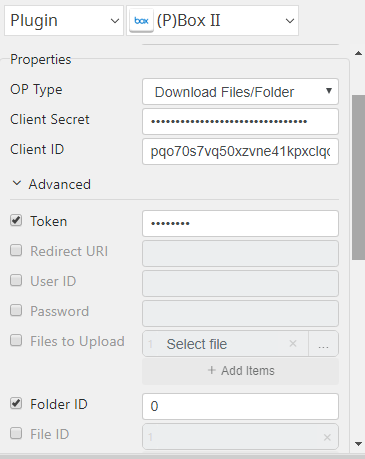 Plugin box (P)Box II
Properties
OP Type Download Files/Folder
Client Secret ••••••••••••••••••••••••••••••••
Client ID pqo70s7vq50xzvne41kpxclqc
Advanced
Token ••••••••
Redirect URI
User ID
Password
Files to Upload 1 Select file × ...
+ Add Items
Folder ID 0
File ID 1 ×